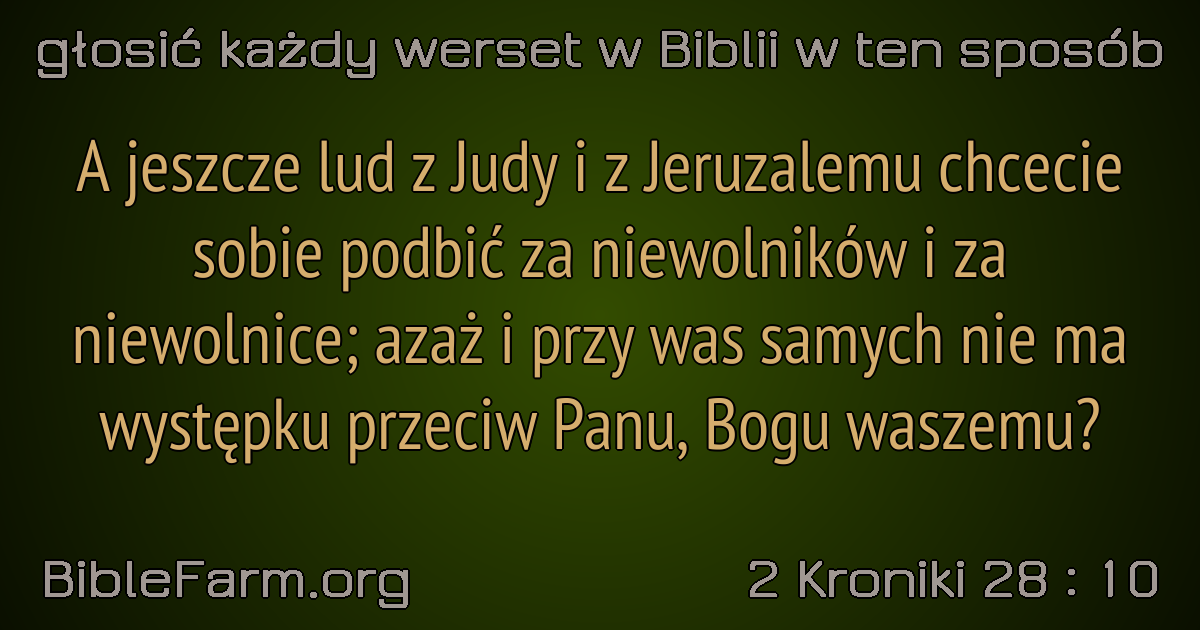 głosić każdy werset w Biblii w ten sposób
A jeszcze lud z Judy i z Jeruzalemu chcecie
sobie podbić za niewolników i za
niewolnice; azaż i przy was samych nie ma
występku przeciw Panu, Bogu waszemu?
BibleFarm.org
2 Kroniki 28 : 10